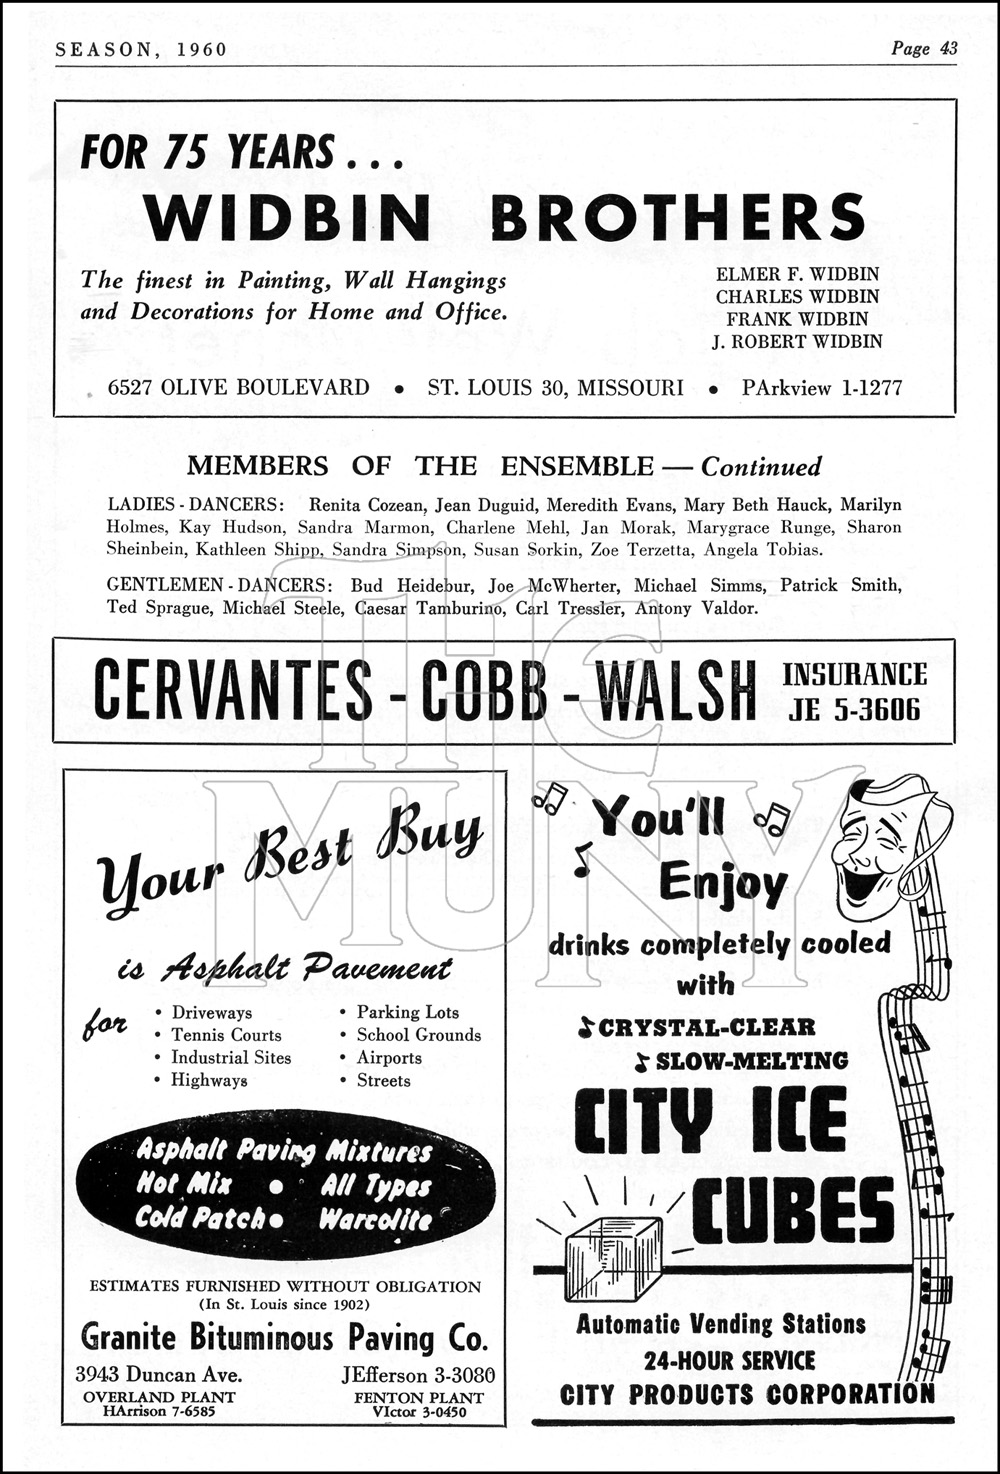 SEASON, 1960
Page 43
FOR 75 YEARS . . .
WIDBIN BROTHERS
The finest in Painting, Wall Hangings
and Decorations for Home and Office.
ELMER F. WIDBIN
CHARLES WIDBIN
FRANK WIDBIN
J. ROBERT WIDBIN
6527 OLIVE BOULEVARD • ST. LOUIS 30, MISSOURI • PArkview 1-1277
MEMBERS OF THE ENSEMBLE — Continued
LADIES - DANCERS: Renita Cozean, Jean Duguid, Meredith Evans, Mary Beth Hauck, Marilyn
Holmes, Kay Hudson, Sandra Marmon, Charlene Mehl, Jan Morak, Marygrace Runge, Sharon
Sheinbein, Kathleen Shipp, Sandra Simpson, Susan Sorkin, Zoe Terzetta, Angela Tobias.
GENTLEMEN - DANCERS: Bud Heidebur, Joe McWherter, Michael Simms, Patrick Smith,
Ted Sprague, Michael Steele, Caesar Tamburino, Carl Tressler, Antony Valdor.
CERVANTES - COBB - WALSH
INSURANCE
JE 5-3606
THE
MUNY
Your Best Buy
is Asphalt Pavement
for
• Driveways
• Tennis Courts
• Industrial Sites
• Highways
• Parking Lots
• School Grounds
• Airports
• Streets
Asphalt Paving Mixtures
Hot Mix • All Types
Cold Patch • Warcolite
ESTIMATES FURNISHED WITHOUT OBLIGATION
(In St. Louis since 1902)
Granite Bituminous Paving Co.
3943 Duncan Ave. JEfferson 3-3080
OVERLAND PLANT
HArrison 7-6585
FENTON PLANT
VIctor 3-0450
You'll
Enjoy
drinks completely cooled
with
CRYSTAL-CLEAR
SLOW-MELTING
CITY ICE
CUBES
Automatic Vending Stations
24-HOUR SERVICE
CITY PRODUCTS CORPORATION